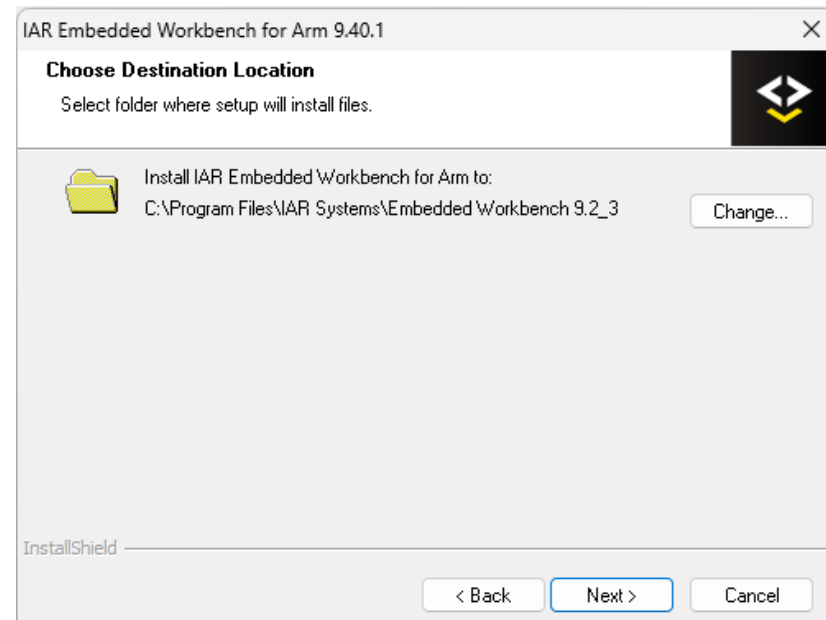 IAR Embedded Workbench for Arm 9.40.1
Choose Destination Location
Select folder where setup will install files.
Install IAR Embedded Workbench for Arm to:
C:\Program Files\IAR Systems\Embedded Workbench 9.2_3
Change...
InstallShield
< Back
Next >
Cancel